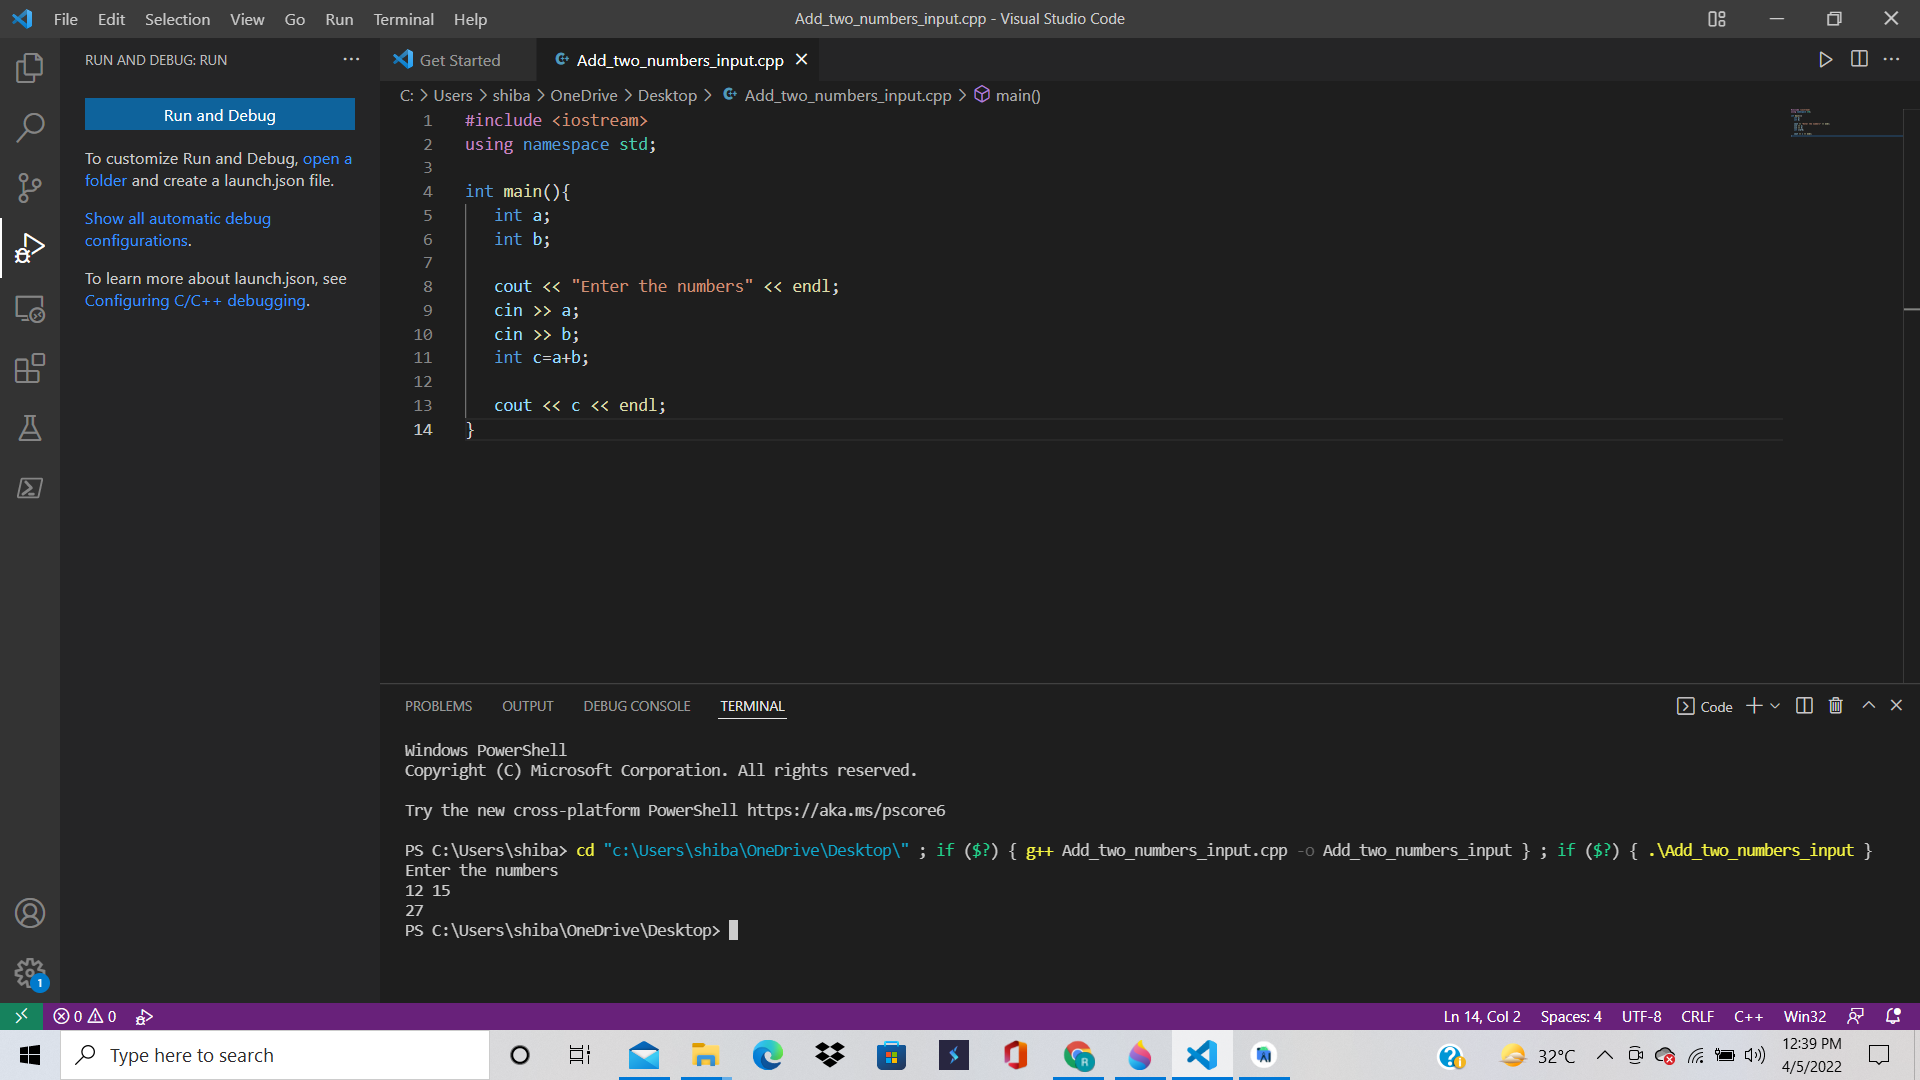 File Edit Selection View Go Run Terminal Help
Add_two_numbers_input.cpp - Visual Studio Code
RUN AND DEBUG: RUN
Run and Debug
To customize Run and Debug, open a
folder and create a launch.json file.
Show all automatic debug
configurations.
To learn more about launch.json, see
Configuring C/C++ debugging.
Get Started
Add_two_numbers_input.cpp
C: > Users > shiba > OneDrive > Desktop > Add_two_numbers_input.cpp > main()
1 #include <iostream>
2 using namespace std;
3
4 int main(){
5 int a;
6 int b;
7
8 cout << "Enter the numbers" << endl;
9 cin >> a;
10 cin >> b;
11 int c=a+b;
12
13 cout << c << endl;
14 }
PROBLEMS OUTPUT DEBUG CONSOLE TERMINAL
Code
Windows PowerShell
Copyright (C) Microsoft Corporation. All rights reserved.
Try the new cross-platform PowerShell https://aka.ms/pscore6
PS C:\Users\shiba> cd "c:\Users\shiba\OneDrive\Desktop\" ; if ($?) { g++ Add_two_numbers_input.cpp -o Add_two_numbers_input } ; if ($?) { .\Add_two_numbers_input }
Enter the numbers
12 15
27
PS C:\Users\shiba\OneDrive\Desktop>
1
0 0
Ln 14, Col 2 Spaces: 4 UTF-8 CRLF C++ Win32
Type here to search
32°C
12:39 PM
4/5/2022